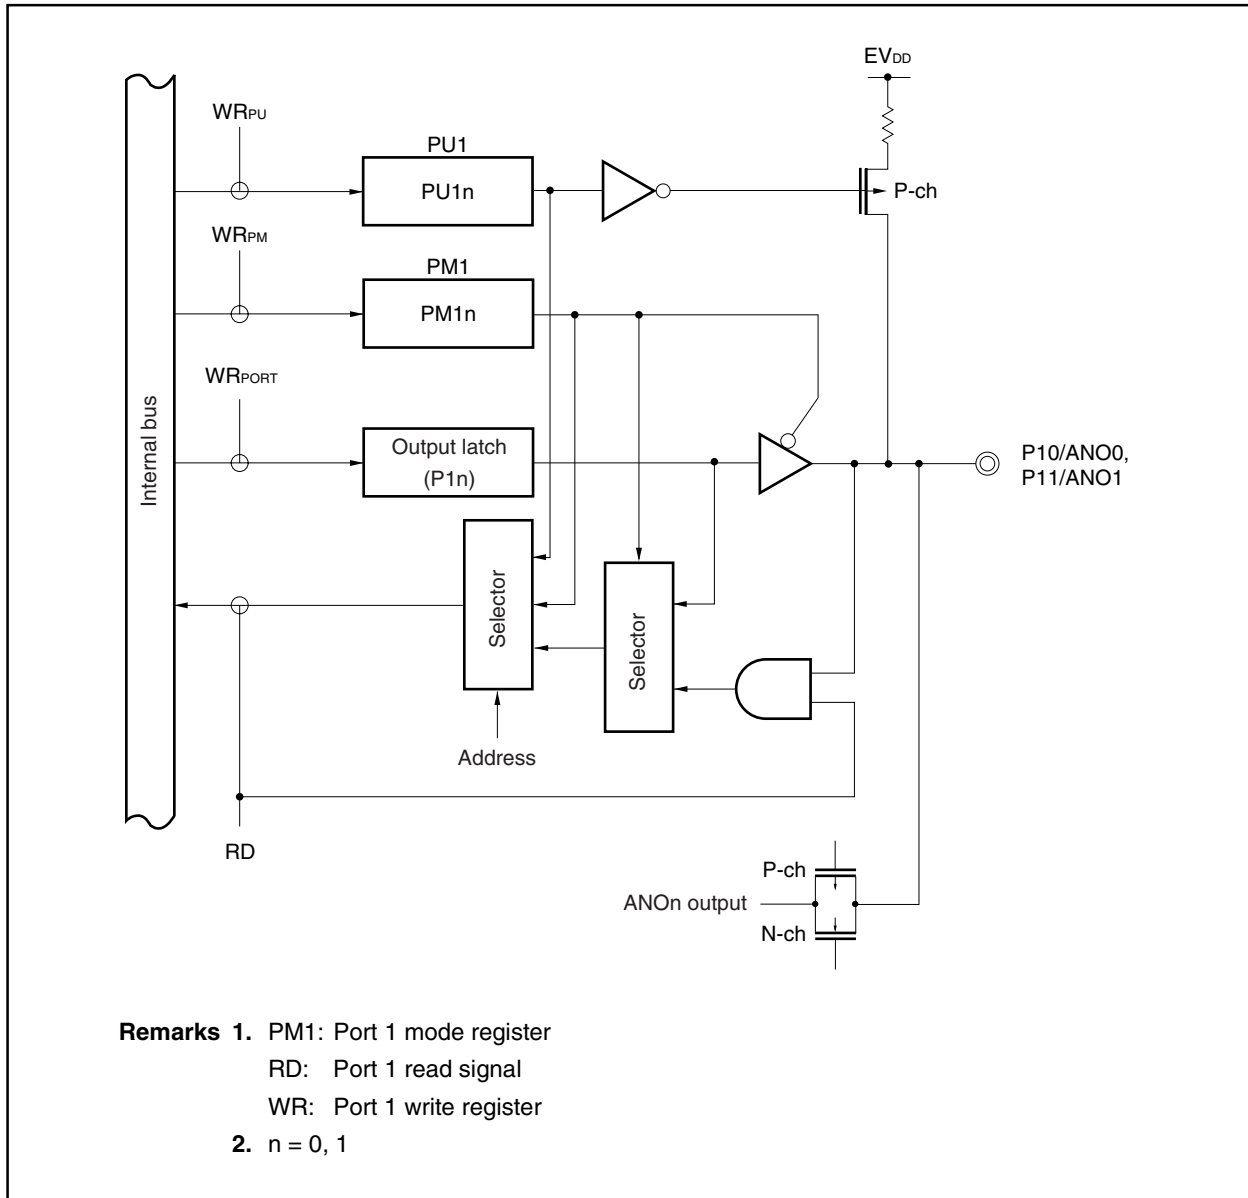 EVDD
WRPU
PU1
PU1n
P-ch
WRPM
PM1
PM1n
WRPORT
Output latch
(P1n)
P10/ANO0,
P11/ANO1
Internal bus
Selector
Selector
Address
RD
P-ch
ANOn output
N-ch
Remarks 1. PM1: Port 1 mode register
RD: Port 1 read signal
WR: Port 1 write register
2. n = 0, 1